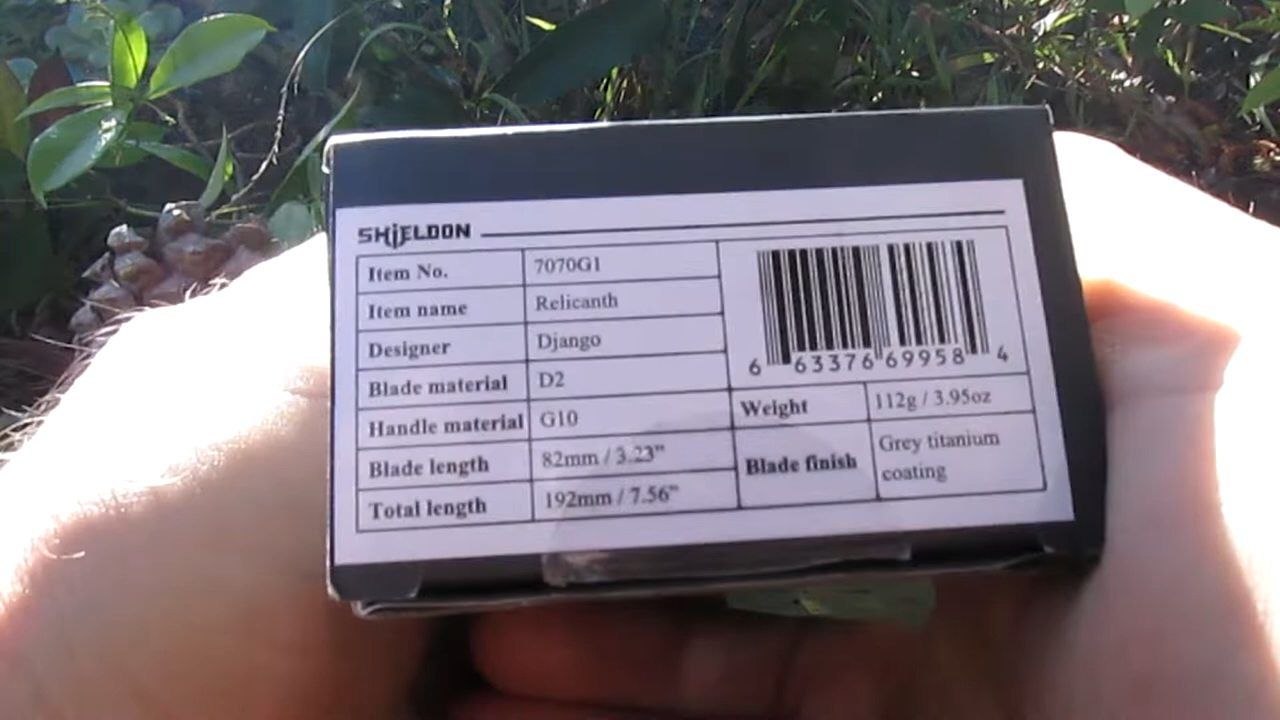 SHIELDON
Item No. 7070G1
Item name Relicanth
Designer Django
Blade material D2
Handle material G10
Blade length 82mm / 3.23"
Total length 192mm / 7.56"
6 63376 69958 4
Weight 112g / 3.95oz
Blade finish Grey titanium
coating